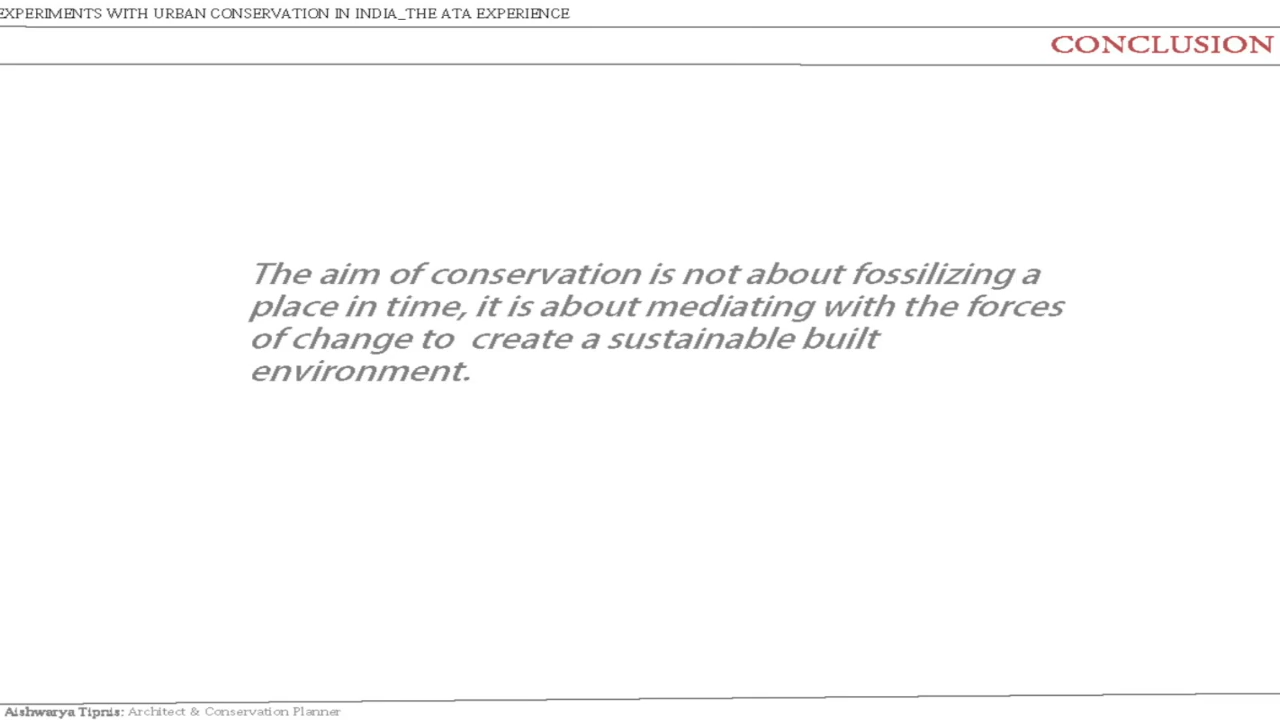 EXPERIMENTS WITH URBAN CONSERVATION IN INDIA_THE ATA EXPERIENCE
CONCLUSION
The aim of conservation is not about fossilizing a
place in time, it is about mediating with the forces
of change to create a sustainable built
environment.
Aishwarya Tipnis: Architect & Conservation Planner